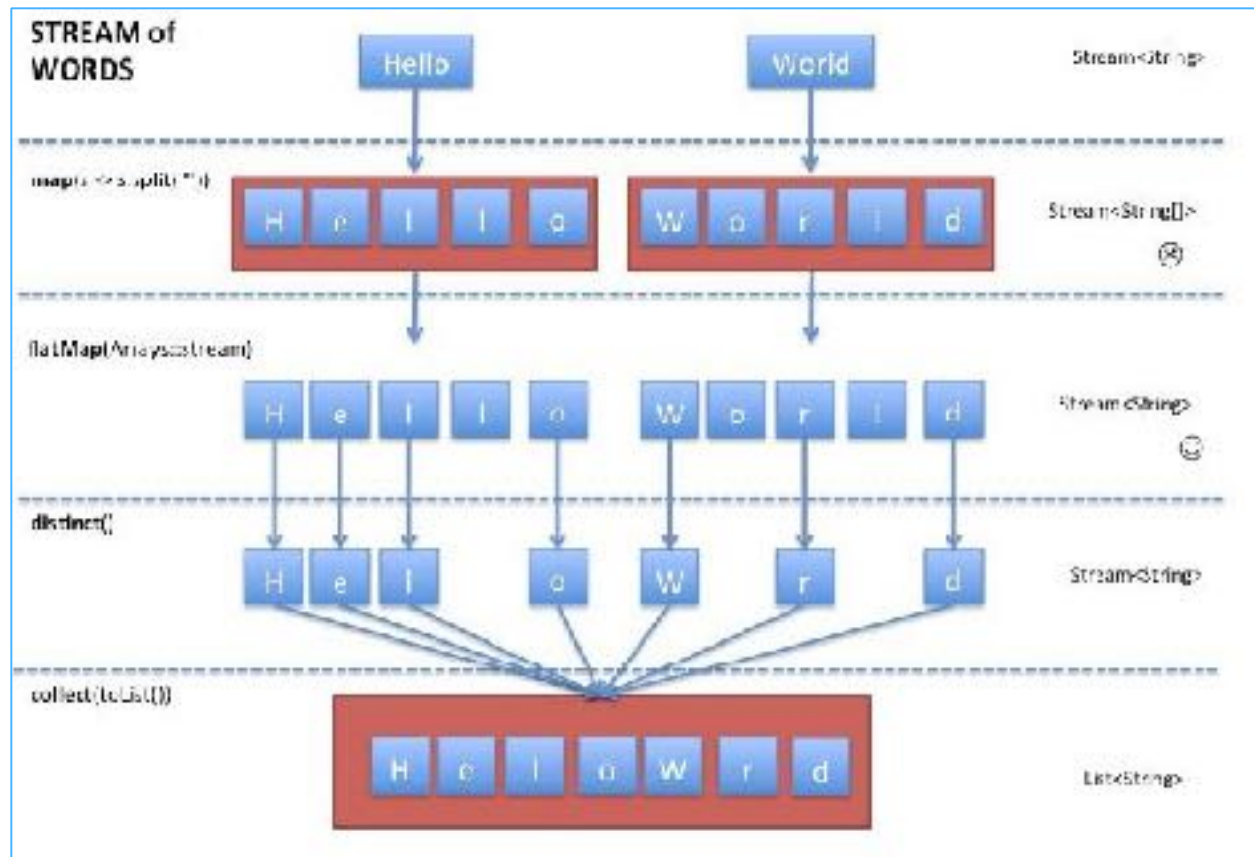 STREAM of
WORDS
Hello
World
Stream<String>
H e l l o
W o r l d
Stream<String[]>
flatMap(Arrays::stream)
H e l l o
W o r l d
Stream<String>
distinct()
H e l o W r d
Stream<String>
collect(toList())
H e l o W r d
List<String>